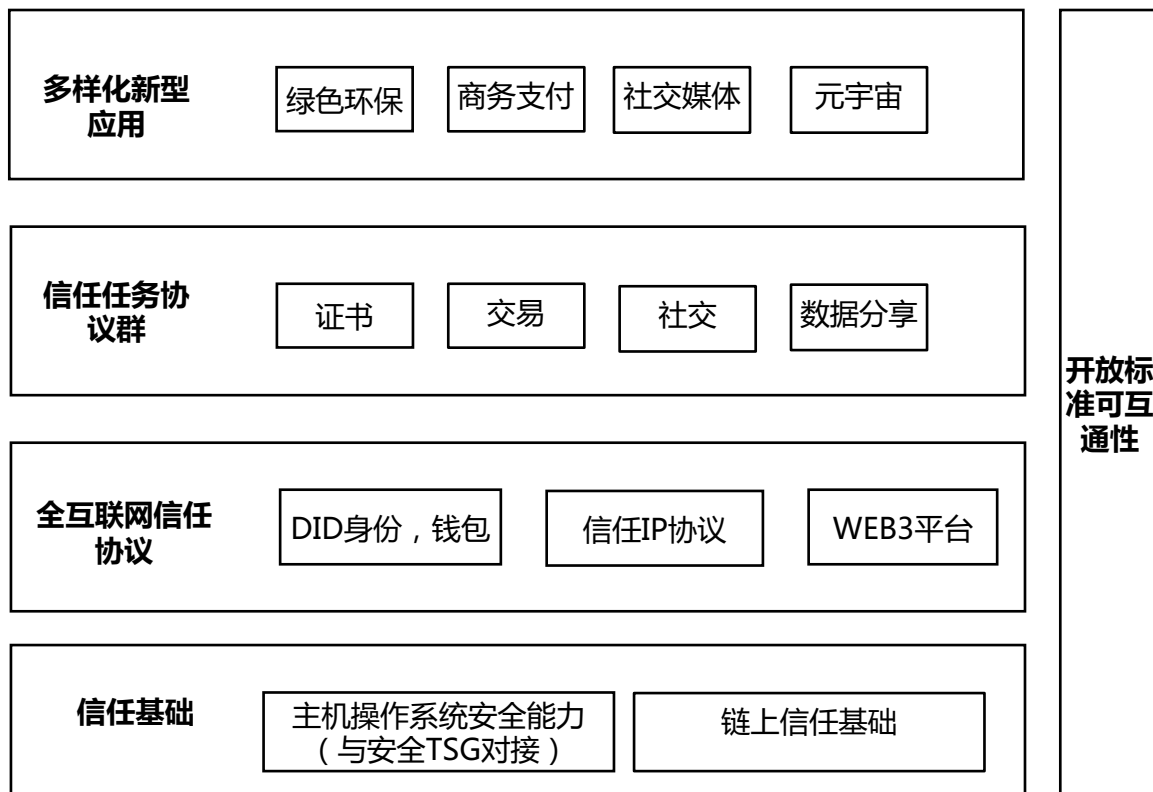 多样化新型
应用
绿色环保
商务支付
社交媒体
元宇宙
信任任务协
议群
证书
交易
社交
数据分享
全互联网信任
协议
DID身份，钱包
信任IP协议
WEB3平台
信任基础
主机操作系统安全能力
（与安全TSG对接）
链上信任基础
开放标
准可互
通性